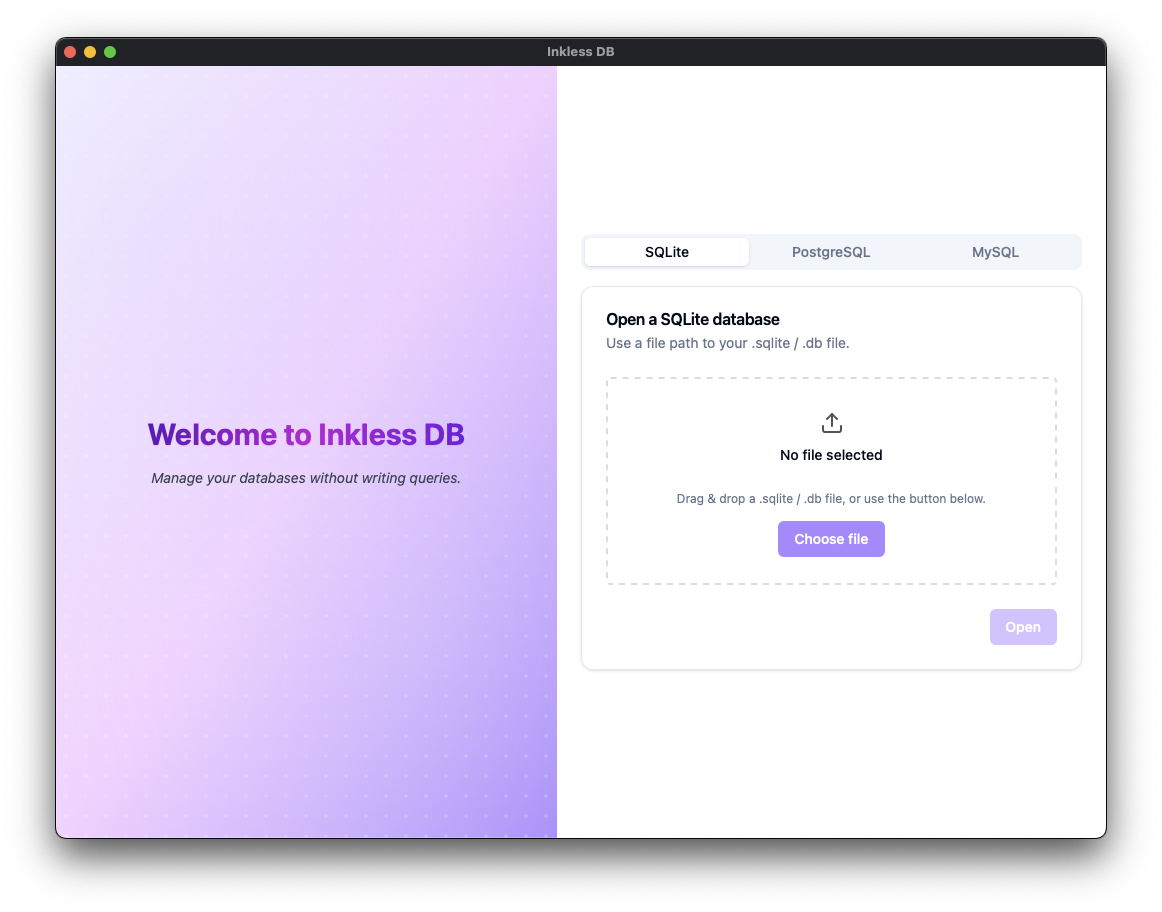 Inkless DB
Welcome to Inkless DB
Manage your databases without writing queries.
SQLite
PostgreSQL
MySQL
Open a SQLite database
Use a file path to your .sqlite / .db file.
No file selected
Drag & drop a .sqlite / .db file, or use the button below.
Choose file
Open